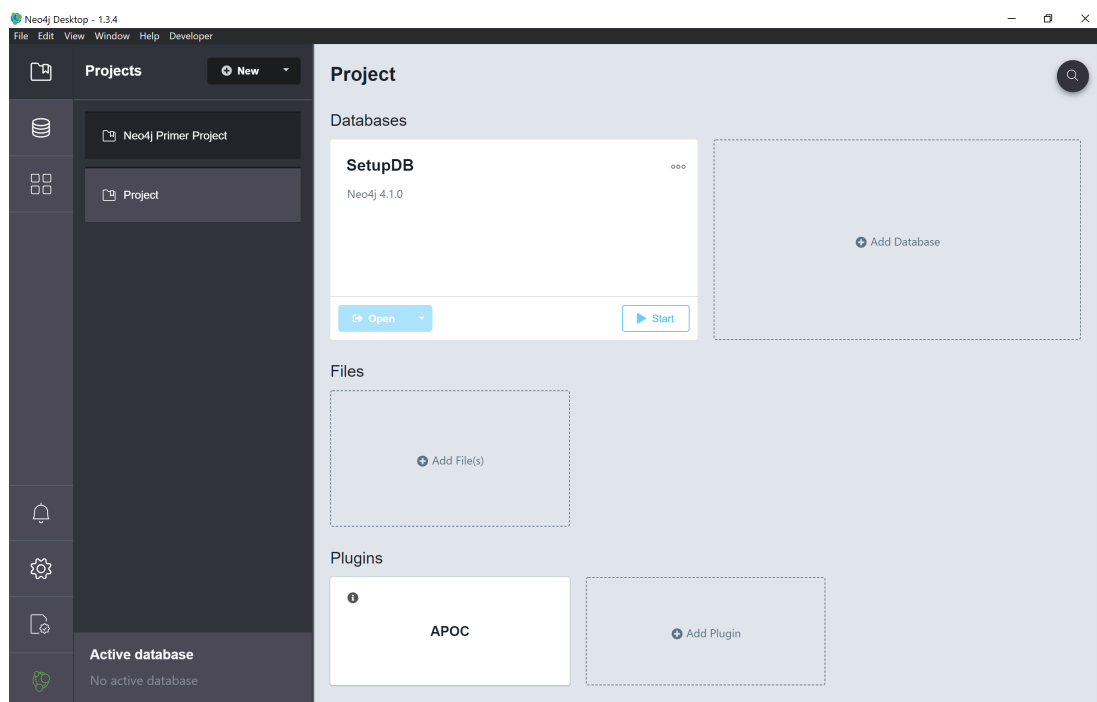 Neo4j Desktop - 1.3.4
File Edit View Window Help Developer
Projects
New
Neo4j Primer Project
Project
Active database
No active database
Project
Databases
SetupDB
Neo4j 4.1.0
Open
Start
Add Database
Files
Add File(s)
Plugins
APOC
Add Plugin